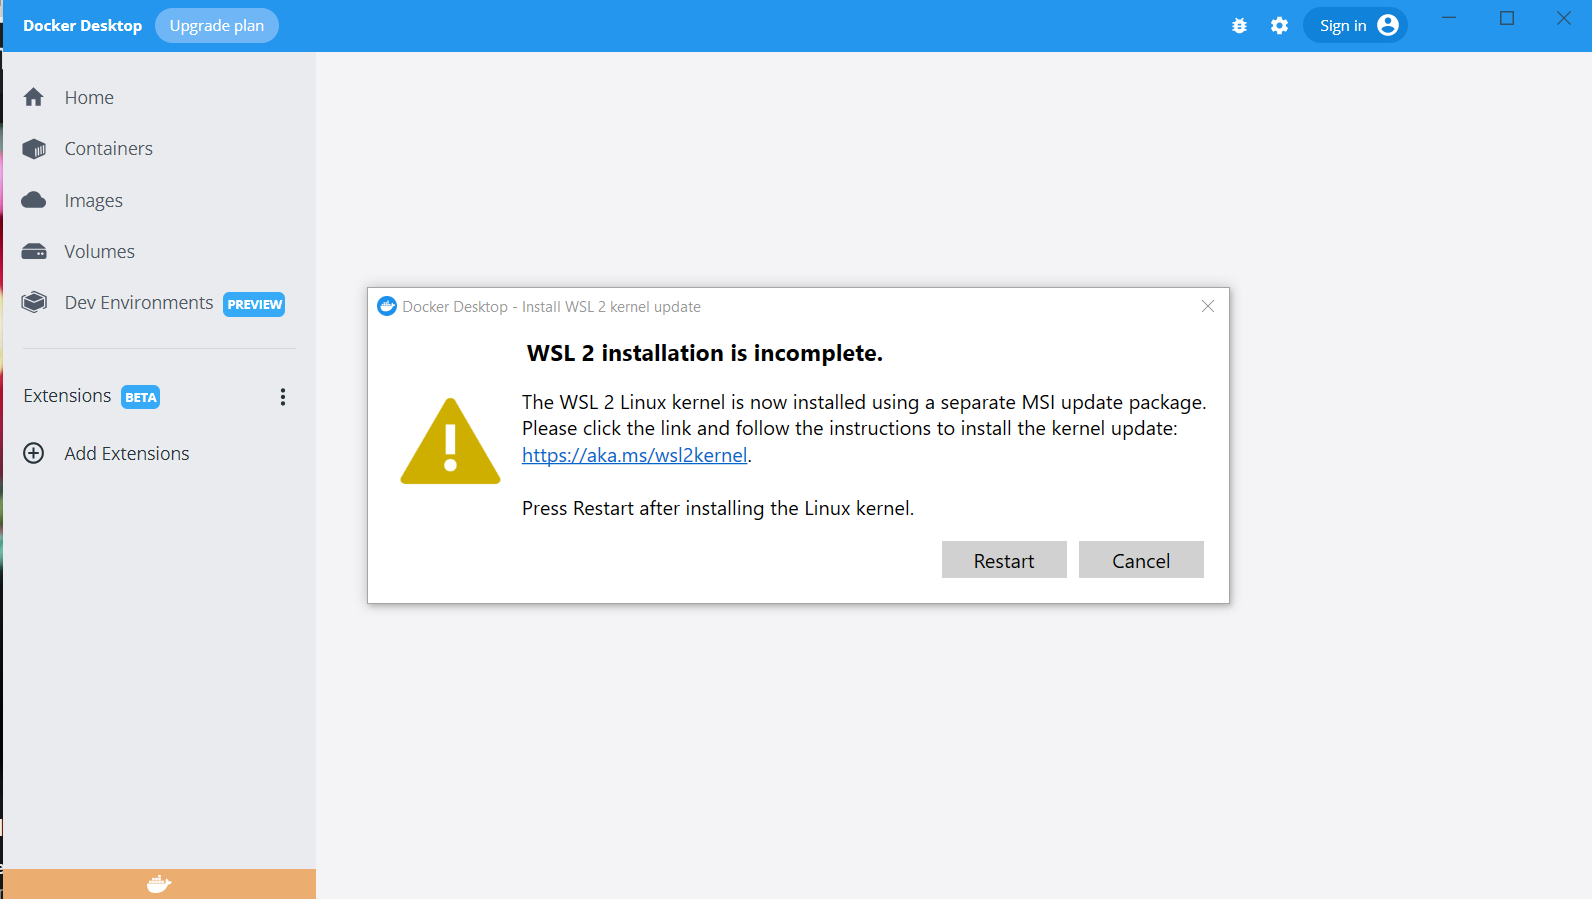 Docker Desktop
Upgrade plan
Sign in
Home
Containers
Images
Volumes
Dev Environments PREVIEW
Extensions BETA
Add Extensions
Docker Desktop - Install WSL 2 kernel update
WSL 2 installation is incomplete.
The WSL 2 Linux kernel is now installed using a separate MSI update package.
Please click the link and follow the instructions to install the kernel update:
https://aka.ms/wsl2kernel.
Press Restart after installing the Linux kernel.
Restart
Cancel